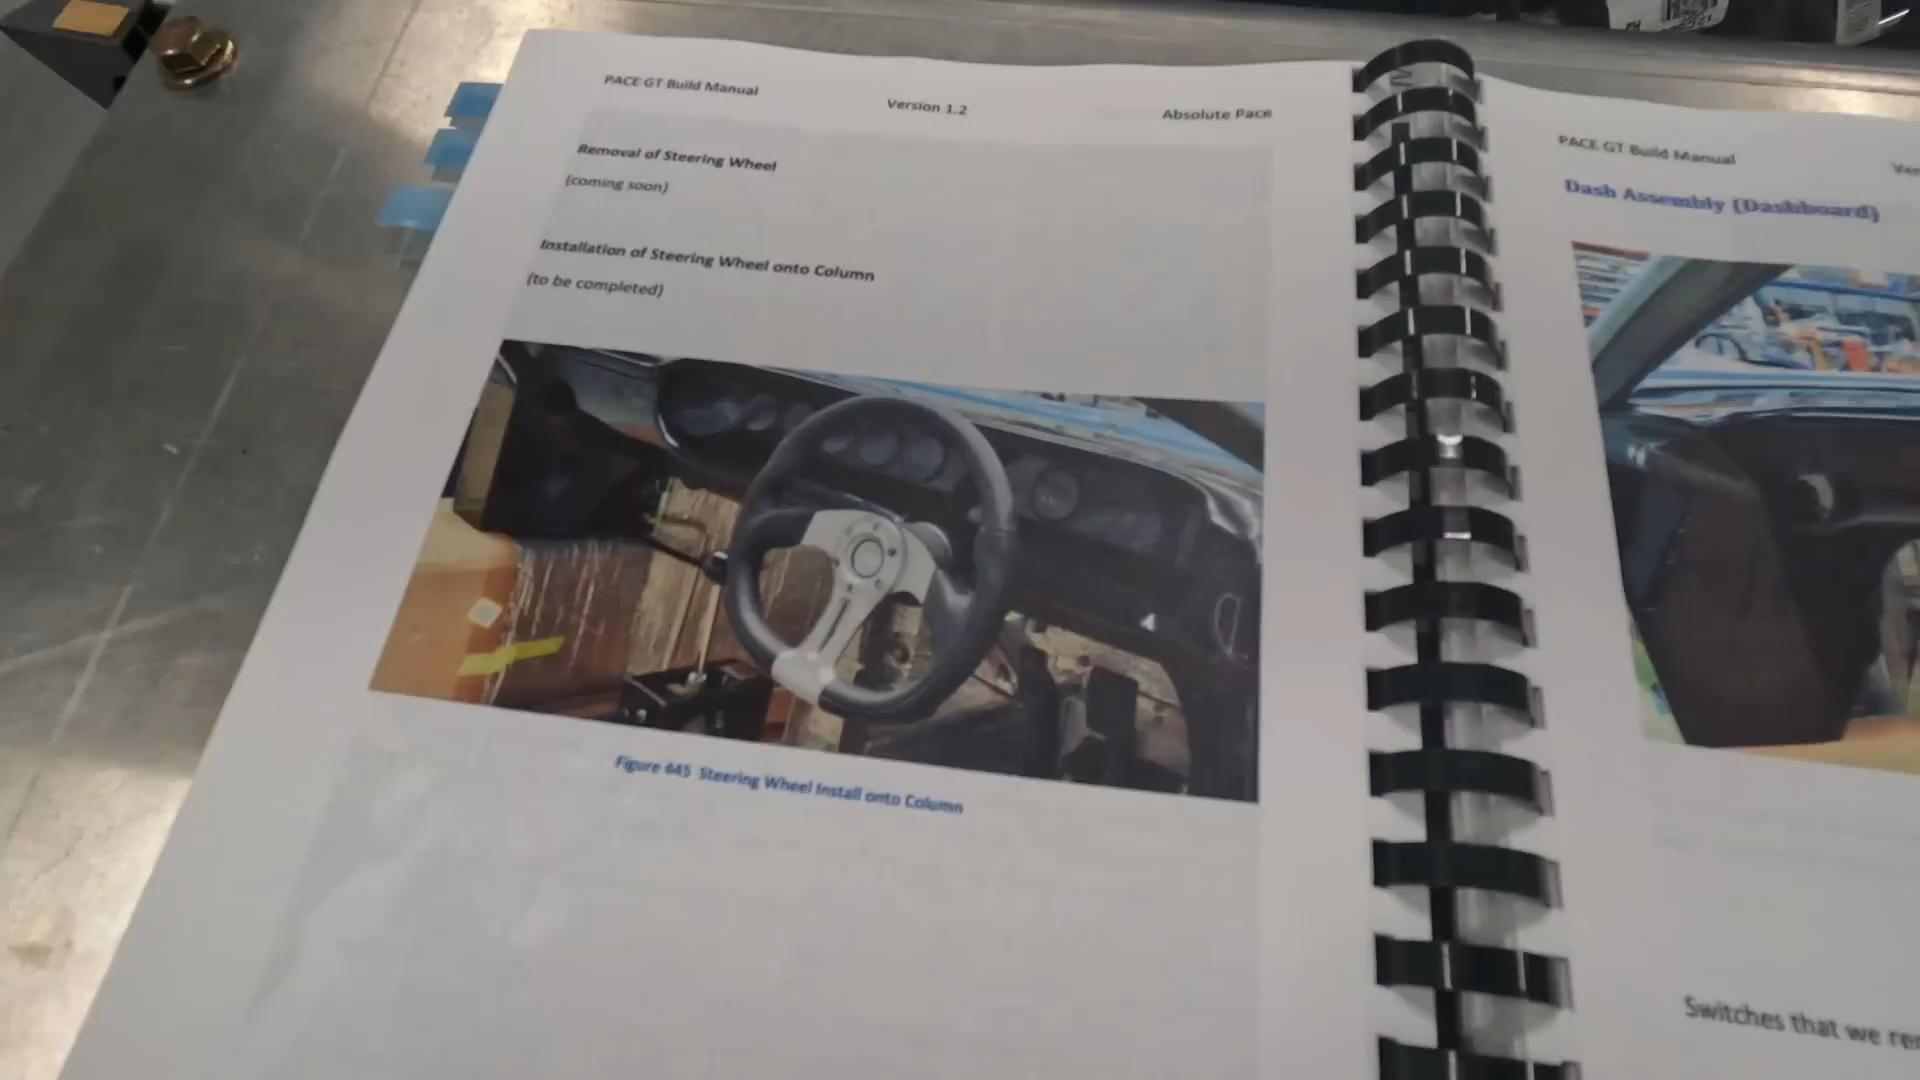 PACE GT Build Manual
Version 1.2
Absolute Pace
Removal of Steering Wheel
(coming soon)
Installation of Steering Wheel onto Column
(to be completed)
Figure 445 Steering Wheel Install onto Column
PACE GT Build Manual
Dash Assembly (Dashboard)
Switches that we